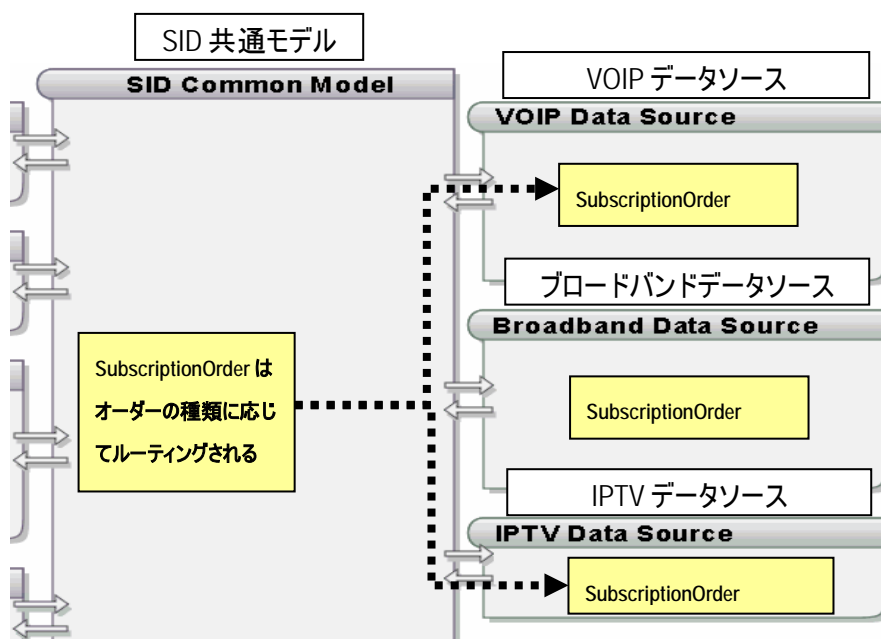 SID 共通モデル
SID Common Model
VOIP データソース
VOIP Data Source
SubscriptionOrder
ブロードバンドデータソース
Broadband Data Source
SubscriptionOrder は
オーダーの種類に応じ
てルーティングされる
SubscriptionOrder
IPTV データソース
IPTV Data Source
SubscriptionOrder